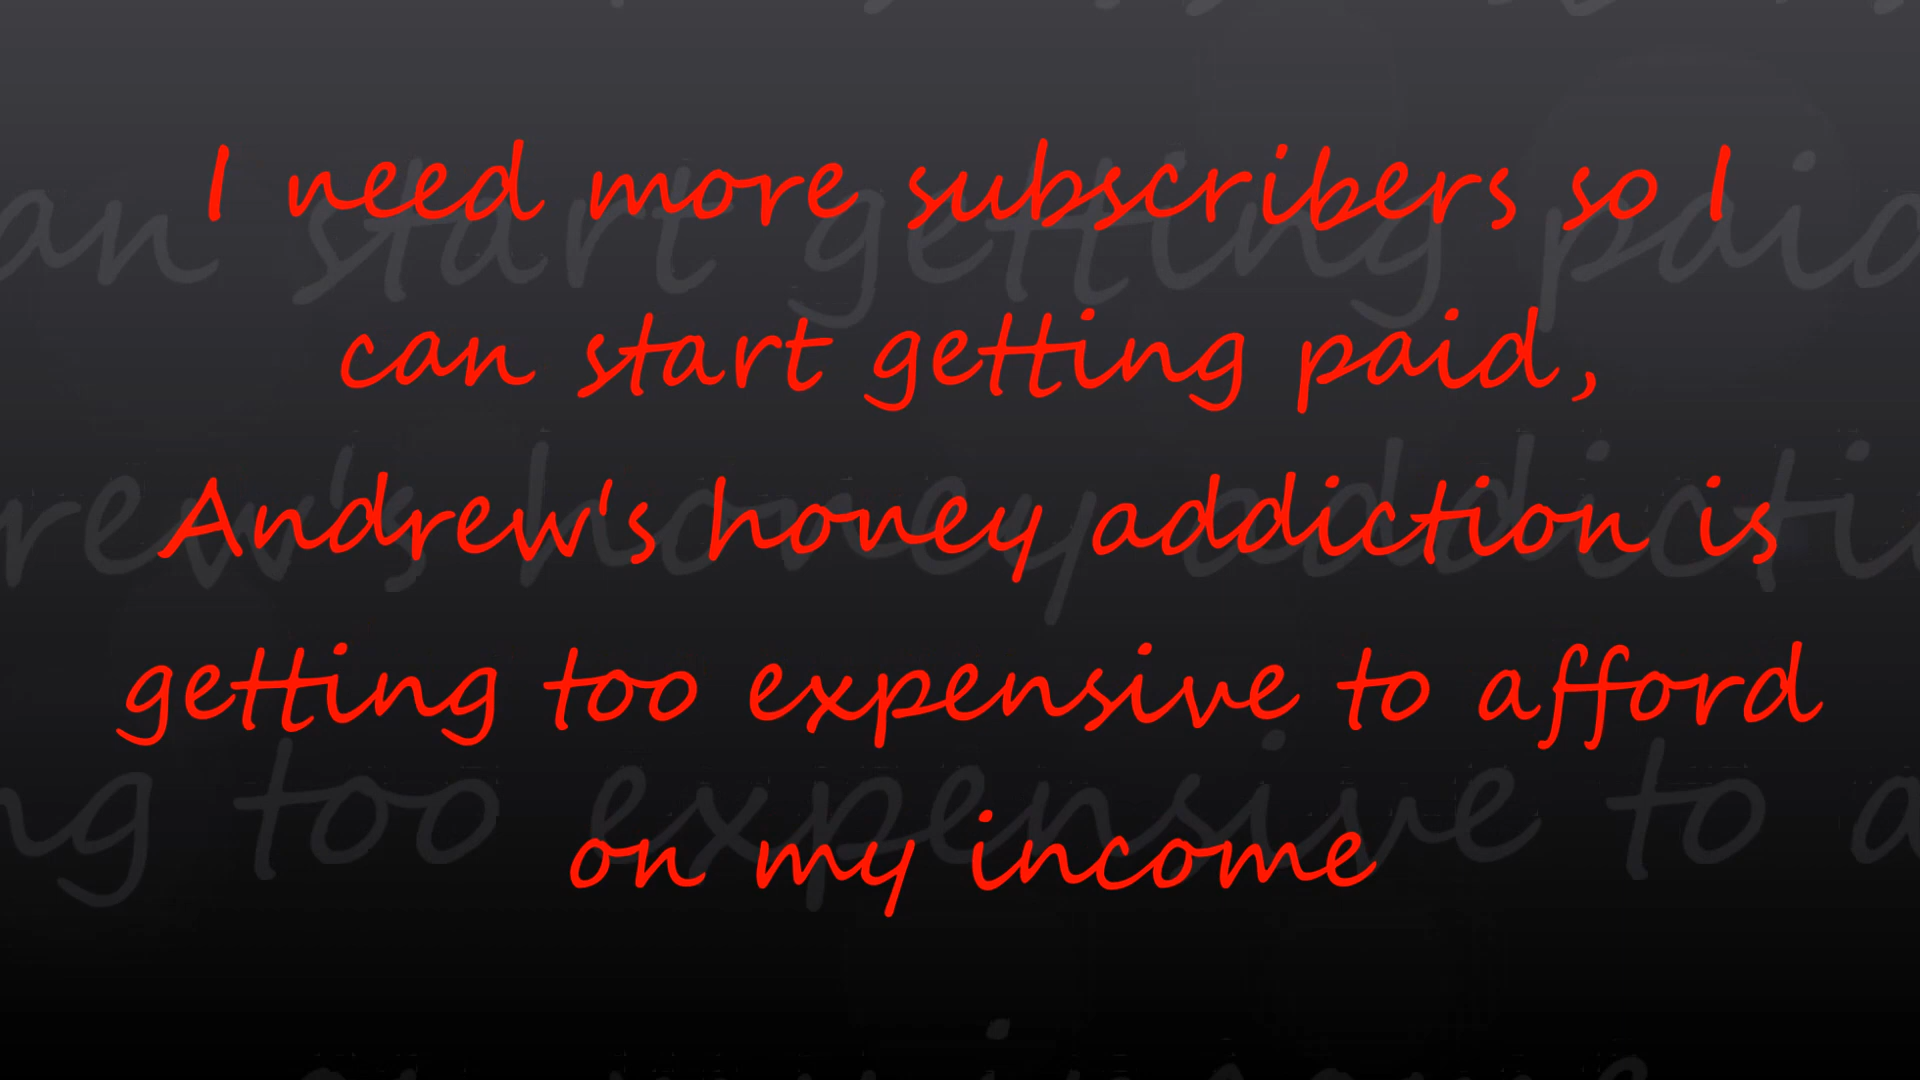 I need more subscribers so I
can start getting paid,
Andrew's honey addiction is
getting too expensive to afford
on my income